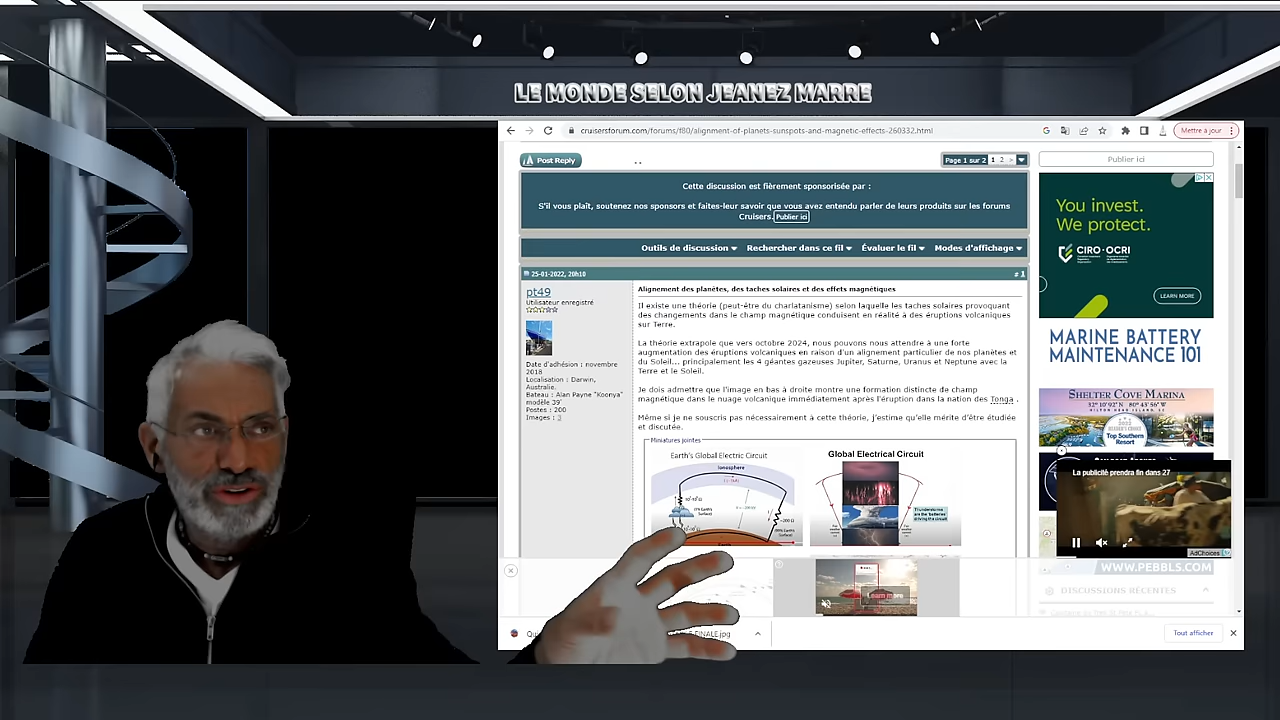 LE MONDE SELON JEANEZ MARRE
cruisersforum.com/forums/f80/alignment-of-planets-sunspots-and-magnetic-effects-260332.html
Mettre à jour
Post Reply
Page 1 sur 2 1 2 >
Publier ici
Cette discussion est fièrement sponsorisée par :
S'il vous plaît, soutenez nos sponsors et faites-leur savoir que vous avez entendu parler de leurs produits sur les forums
Cruisers. Publier ici
Outils de discussion Rechercher dans ce fil Évaluer le fil Modes d'affichage
25-01-2022, 20h10 # 1
pt49
Utilisateur enregistré
Date d'adhésion : novembre
2018
Localisation : Darwin,
Australie.
Bateau : Alan Payne "Koonya"
modèle 39'
Postes : 200
Images : 2
Alignement des planètes, des taches solaires et des effets magnétiques
Il existe une théorie (peut-être du charlatanisme) selon laquelle les taches solaires provoquant
des changements dans le champ magnétique conduisent en réalité à des éruptions volcaniques
sur Terre.
La théorie extrapole que vers octobre 2024, nous pouvons nous attendre à une forte
augmentation des éruptions volcaniques en raison d'un alignement particulier de nos planètes et
du Soleil... principalement les 4 géantes gazeuses Jupiter, Saturne, Uranus et Neptune avec la
Terre et le Soleil.
Je dois admettre que l'image en bas à droite montre une formation distincte de champ
magnétique dans le nuage volcanique immédiatement après l'éruption dans la nation des Tonga .
Même si je ne souscris pas nécessairement à cette théorie, j'estime qu'elle mérite d'être étudiée
et discutée.
Miniatures jointes
Earth's Global Electric Circuit
Ionosphere
Global Electrical Circuit
You invest.
We protect.
CIRO·OCRI
LEARN MORE
MARINE BATTERY
MAINTENANCE 101
SHELTER COVE MARINA
Top Southern
Resort
La publicité prendra fin dans 27
AdChoices
WWW.PEBBLS.COM
DISCUSSIONS RÉCENTES
Learn more
FINALE.jpg
Tout afficher